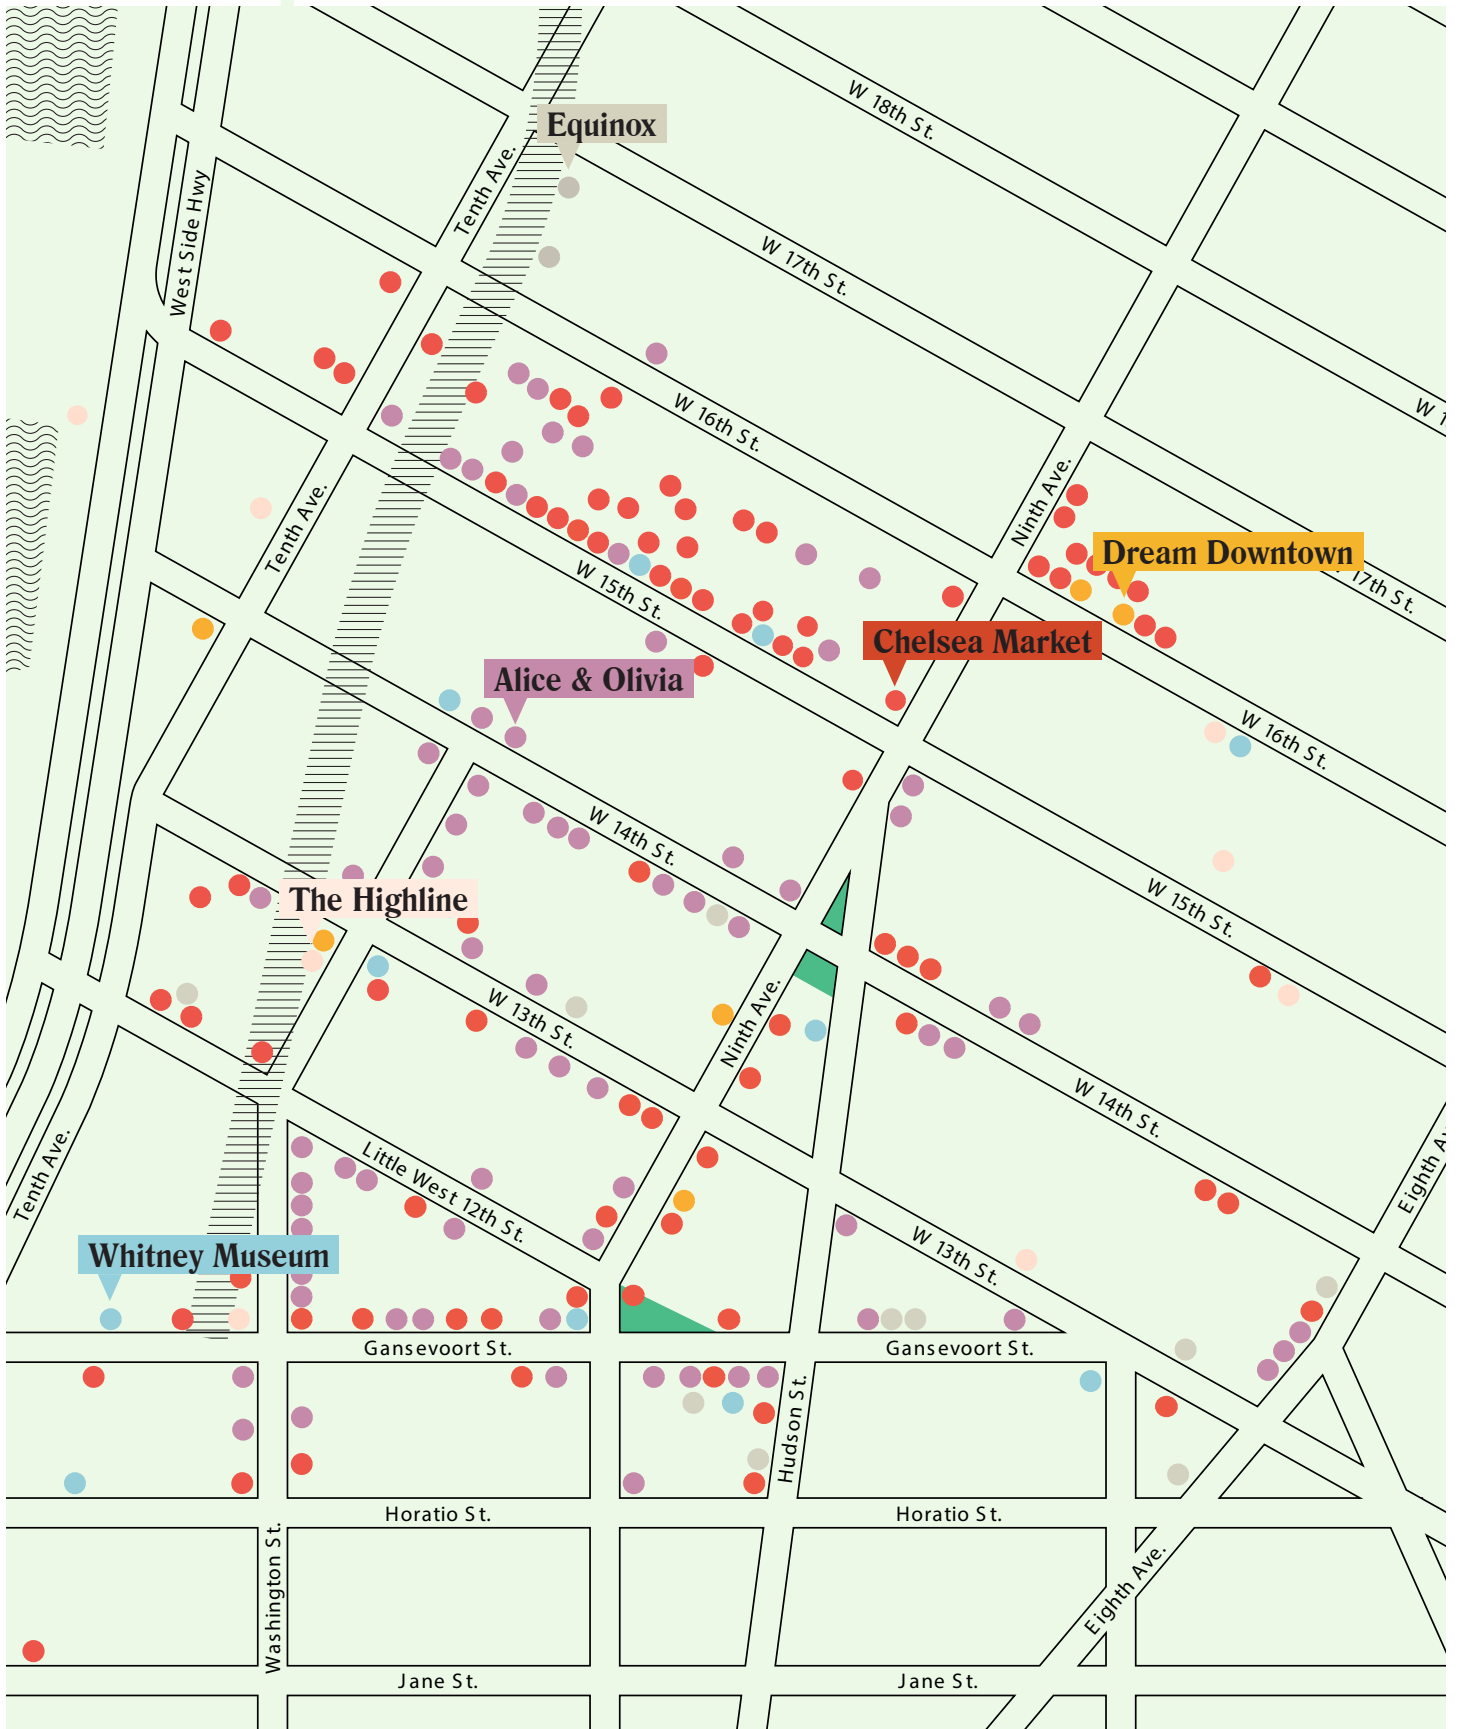 W 18th St.
Equinox
Tenth Ave.
West Side Hwy
W 17th St.
W 1
W 16th St.
Ninth Ave.
Tenth Ave.
Dream Downtown
17th St.
W 15th St.
Chelsea Market
Alice & Olivia
W 16th St.
W 14th St.
The Highline
W 15th St.
W 13th St.
Ninth Ave.
W 14th St.
Tenth Ave.
Little West 12th St.
Eighth A
Whitney Museum
W 13th St.
Gansevoort St.
Gansevoort St.
Hudson St.
Horatio St.
Horatio St.
Washington St.
Eighth Ave.
Jane St.
Jane St.